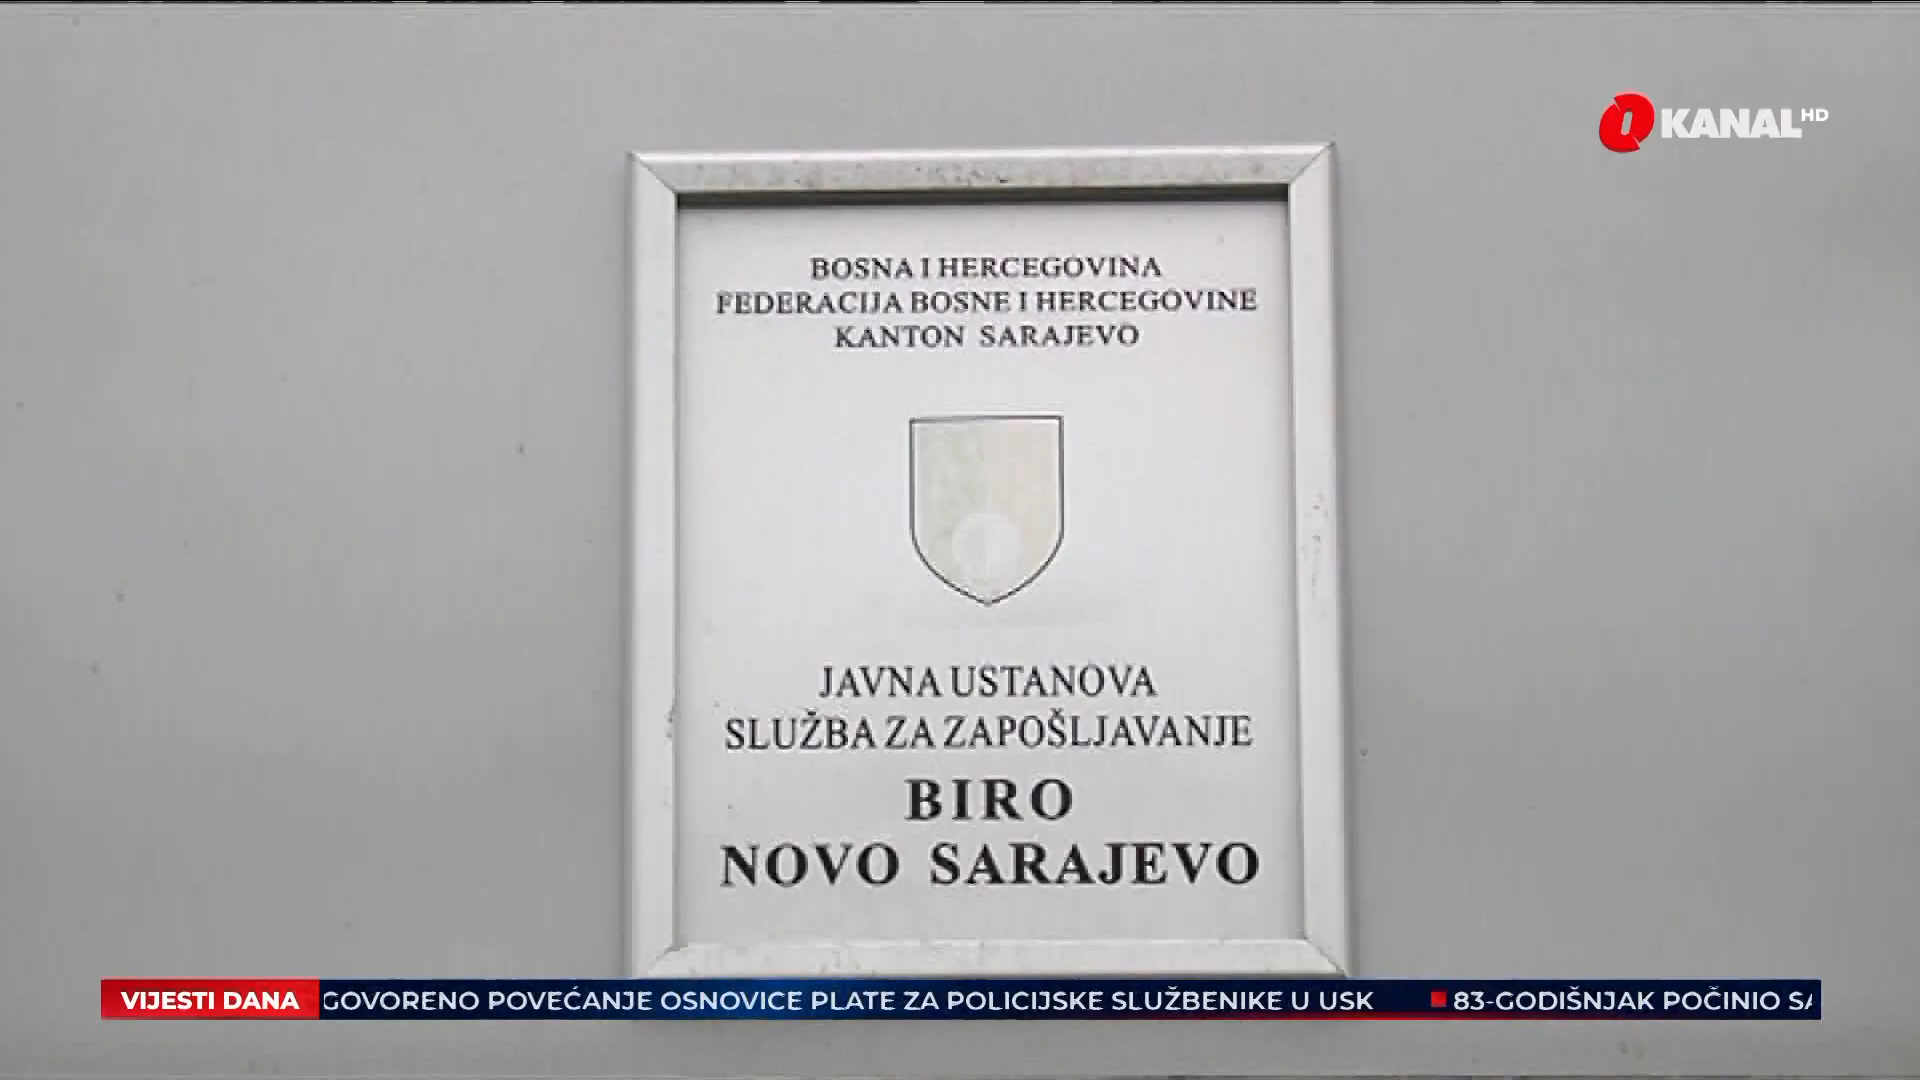 KANAL HD
BOSNA I HERCEGOVINA
FEDERACIJA BOSNE I HERCEGOVINE
KANTON SARAJEVO
JAVNA USTANOVA
SLUŽBA ZA ZAPOŠLJAVANJE
BIRO
NOVO SARAJEVO
VIJESTI DANA GOVORENO POVEĆANJE OSNOVICE PLATE ZA POLICIJSKE SLUŽBENIKE U USK 83-GODIŠNJAK POČINIO SA